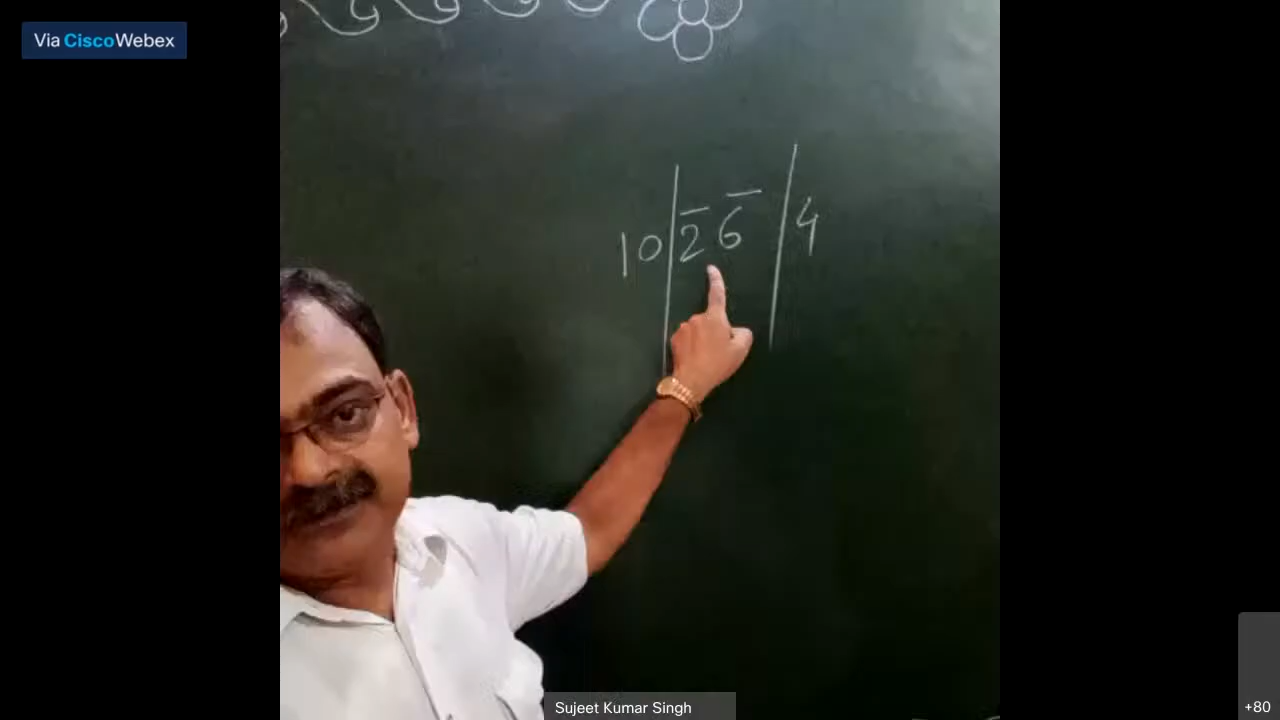 Via CiscoWebex
10 | 2̅ 6̅ | 4
Sujeet Kumar Singh
+80